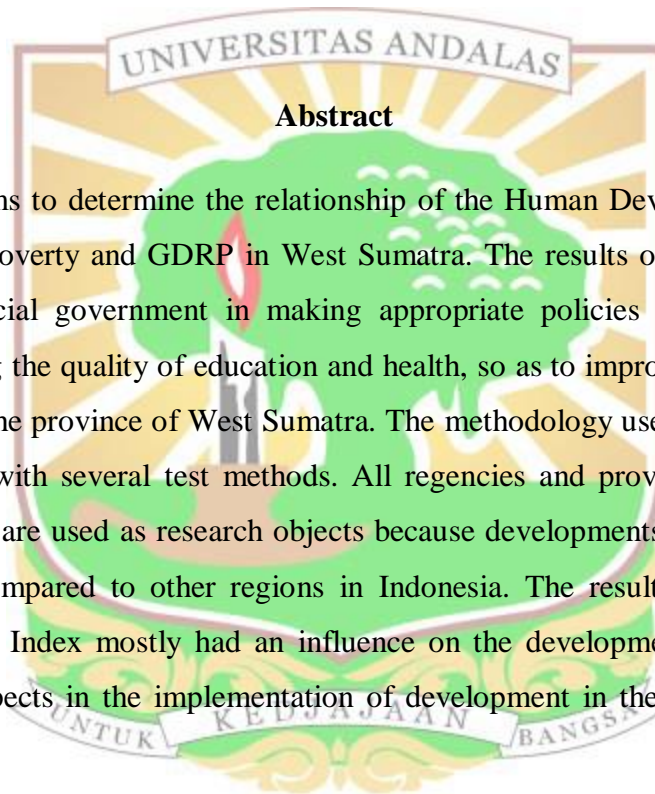 UNIVERSITAS ANDALAS
Abstract
ns to determine the relationship of the Human Dev
overty and GDRP in West Sumatra. The results o
cial government in making appropriate policies
the quality of education and health, so as to impro
ne province of West Sumatra. The methodology use
with several test methods. All regencies and prov
are used as research objects because developments
mpared to other regions in Indonesia. The result
Index mostly had an influence on the developme
pects in the implementation of development in the
UNTUK KEDJAJAAN BANGSA